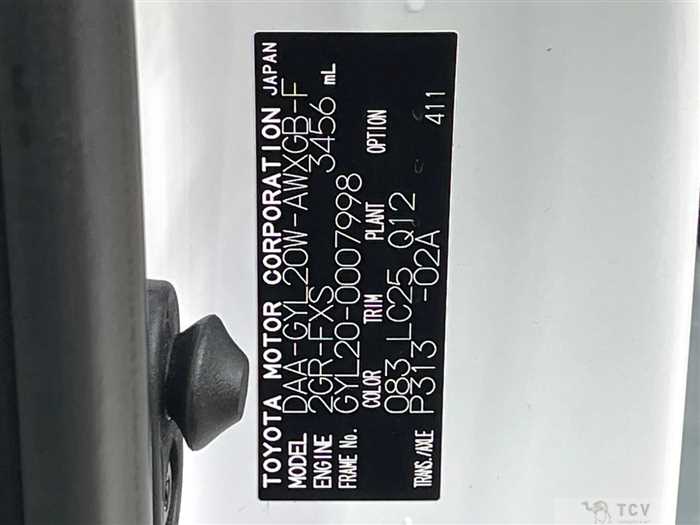 TOYOTA MOTOR CORPORATION JAPAN
MODEL DAA-GYL20W-AWXGB-F
ENGINE 2GR-FXS 3456 mL
FRAME No. GYL20-0007998
COLOR TRIM PLANT OPTION
083 LC25 Q12
TRANS./AXLE P313 -02A 411
TCV